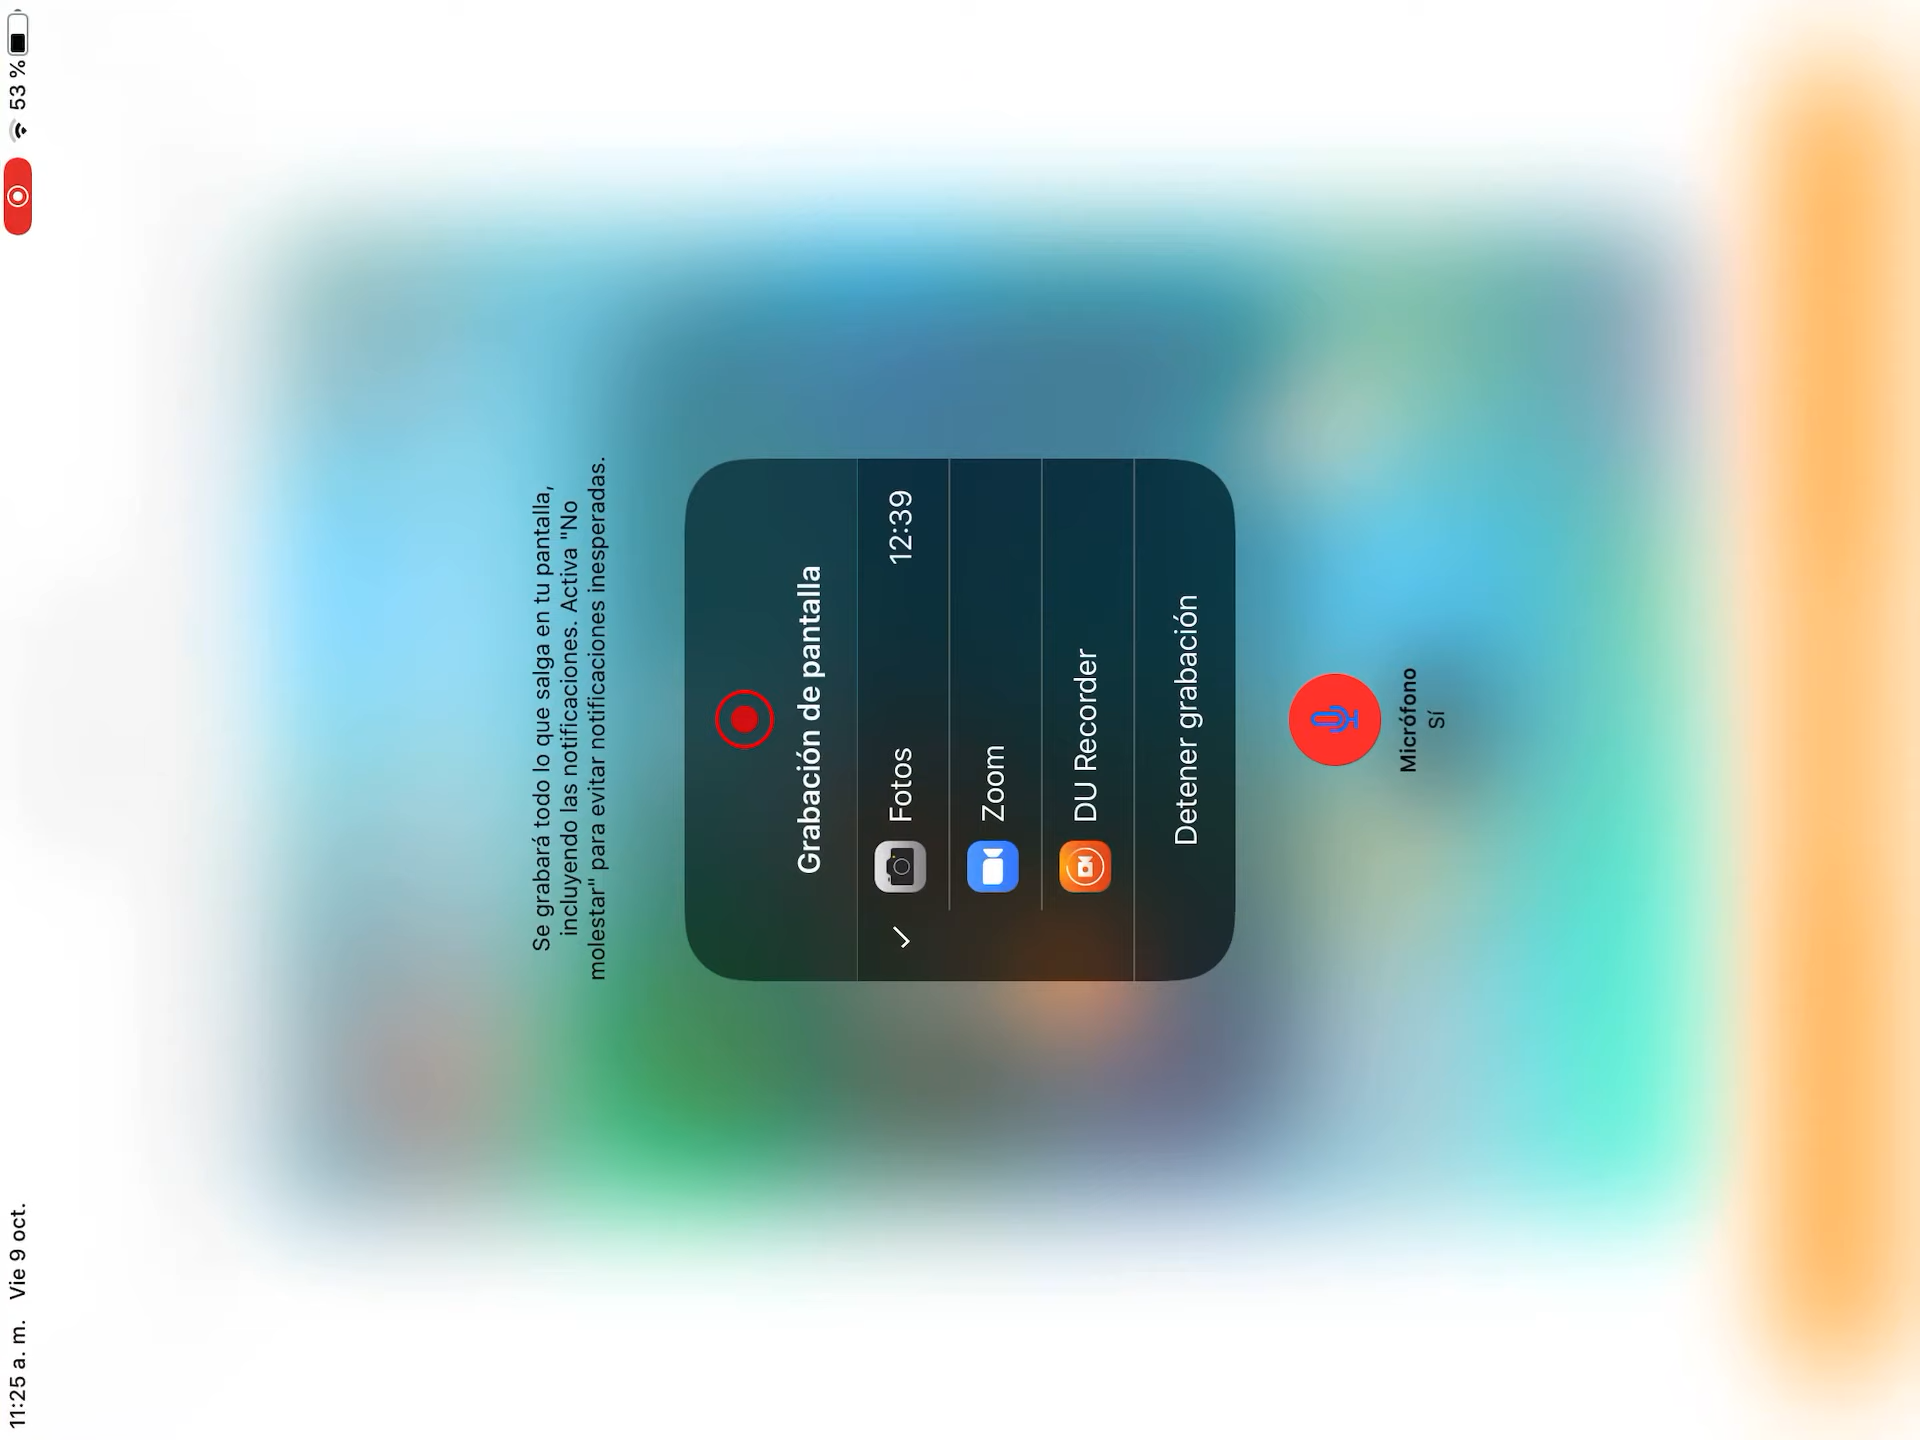 11:25 a. m. Vie 9 oct.
53 %
Se grabará todo lo que salga en tu pantalla,
incluyendo las notificaciones. Activa "No
molestar" para evitar notificaciones inesperadas.
Grabación de pantalla
Fotos 12:39
Zoom
DU Recorder
Detener grabación
Micrófono
Sí